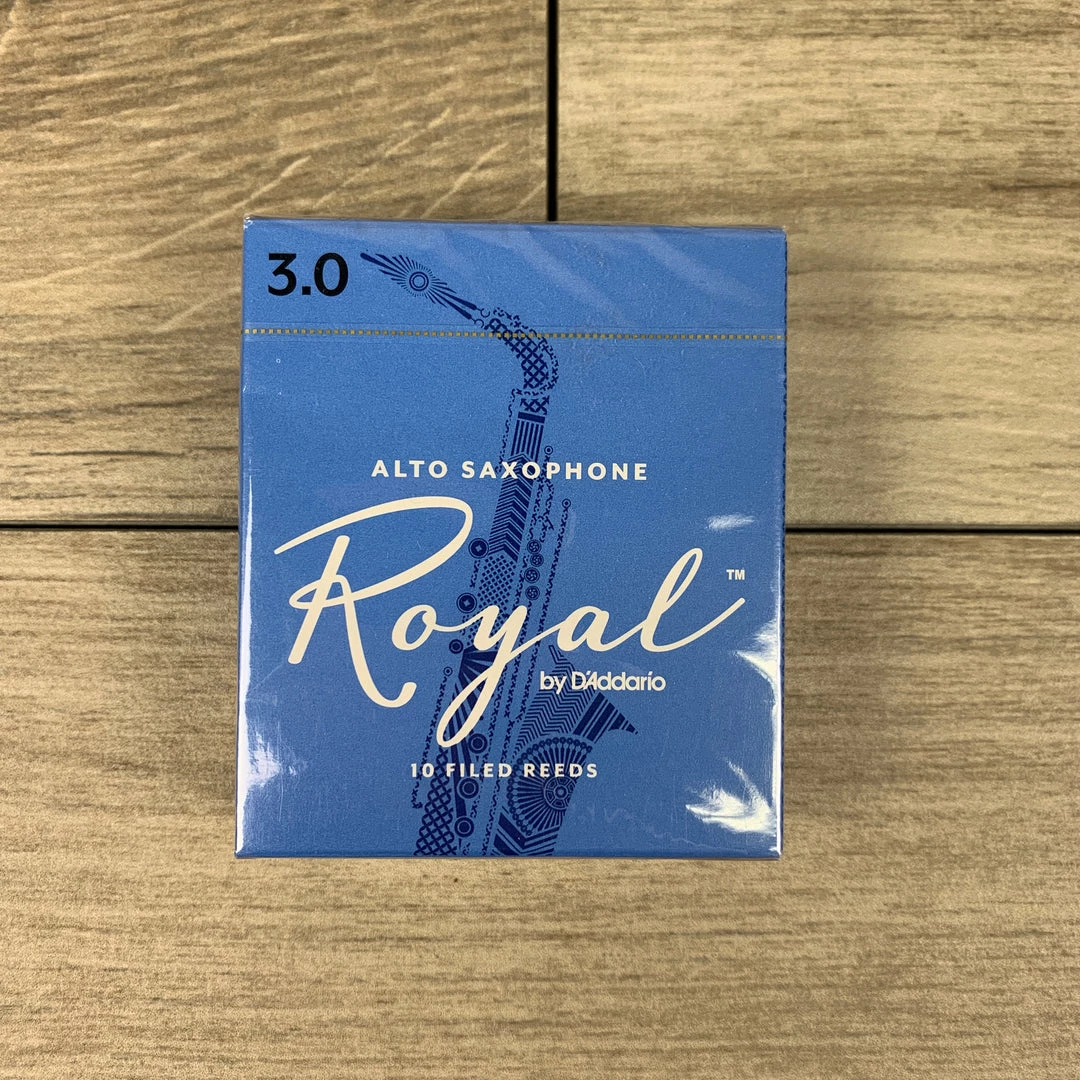 3.0
ALTO SAXOPHONE
Royal™
by D'Addario
10 FILED REEDS